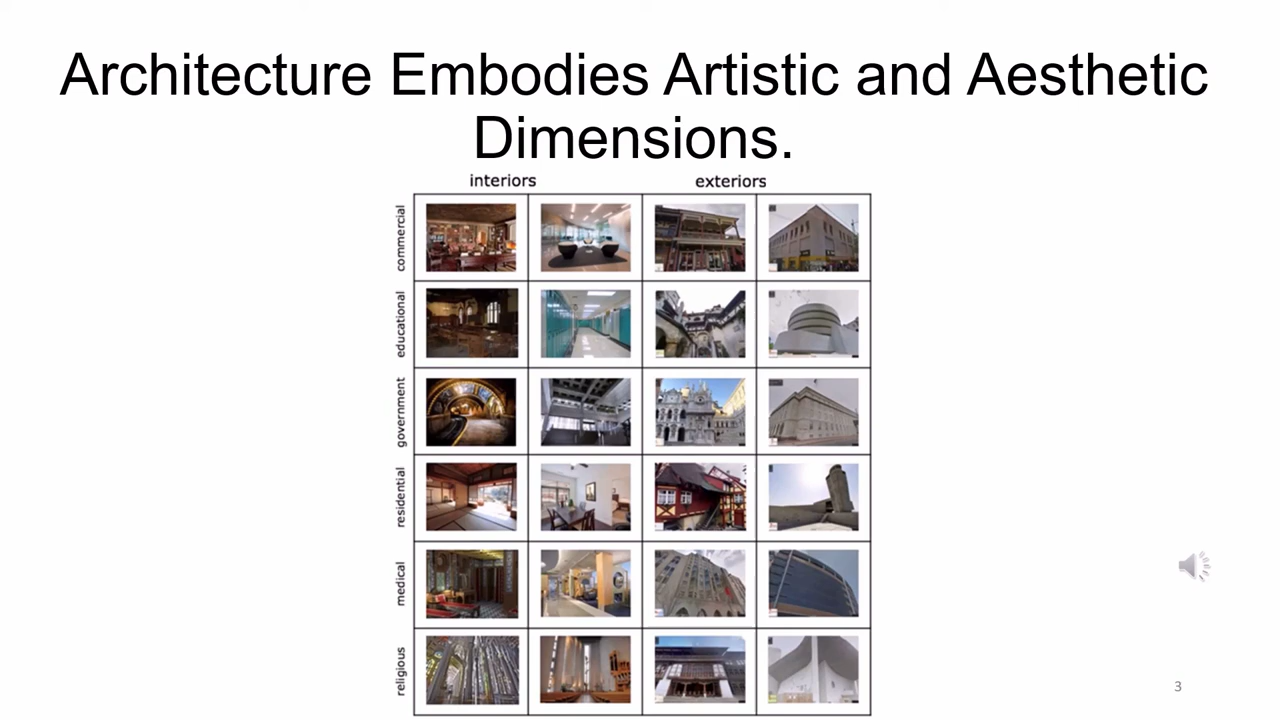 Architecture Embodies Artistic and Aesthetic
Dimensions.
interiors
exteriors
commercial
educational
government
residential
medical
religious
3